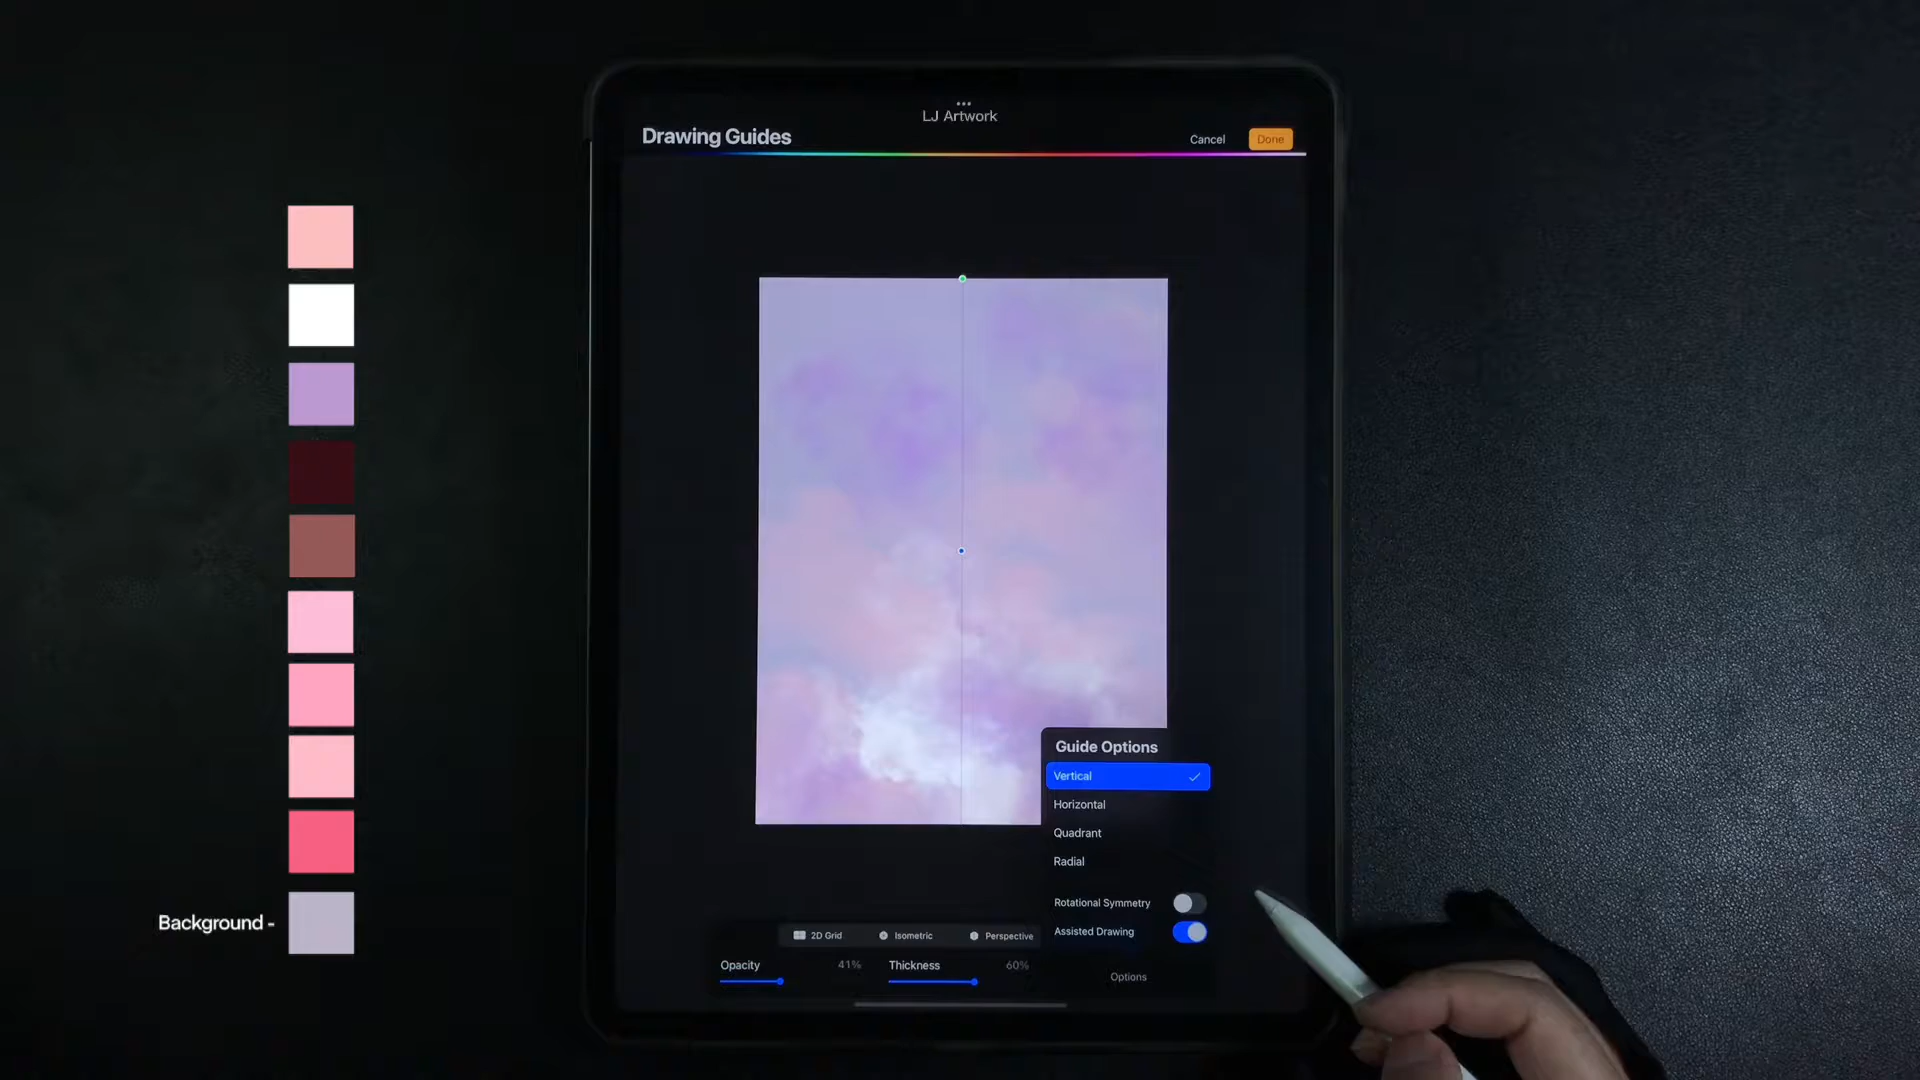 LJ Artwork
Drawing Guides
Cancel
Done
Guide Options
Vertical
Horizontal
Quadrant
Radial
Rotational Symmetry
Assisted Drawing
Background -
2D Grid
Isometric
Perspective
Opacity
41%
Thickness
60%
Options